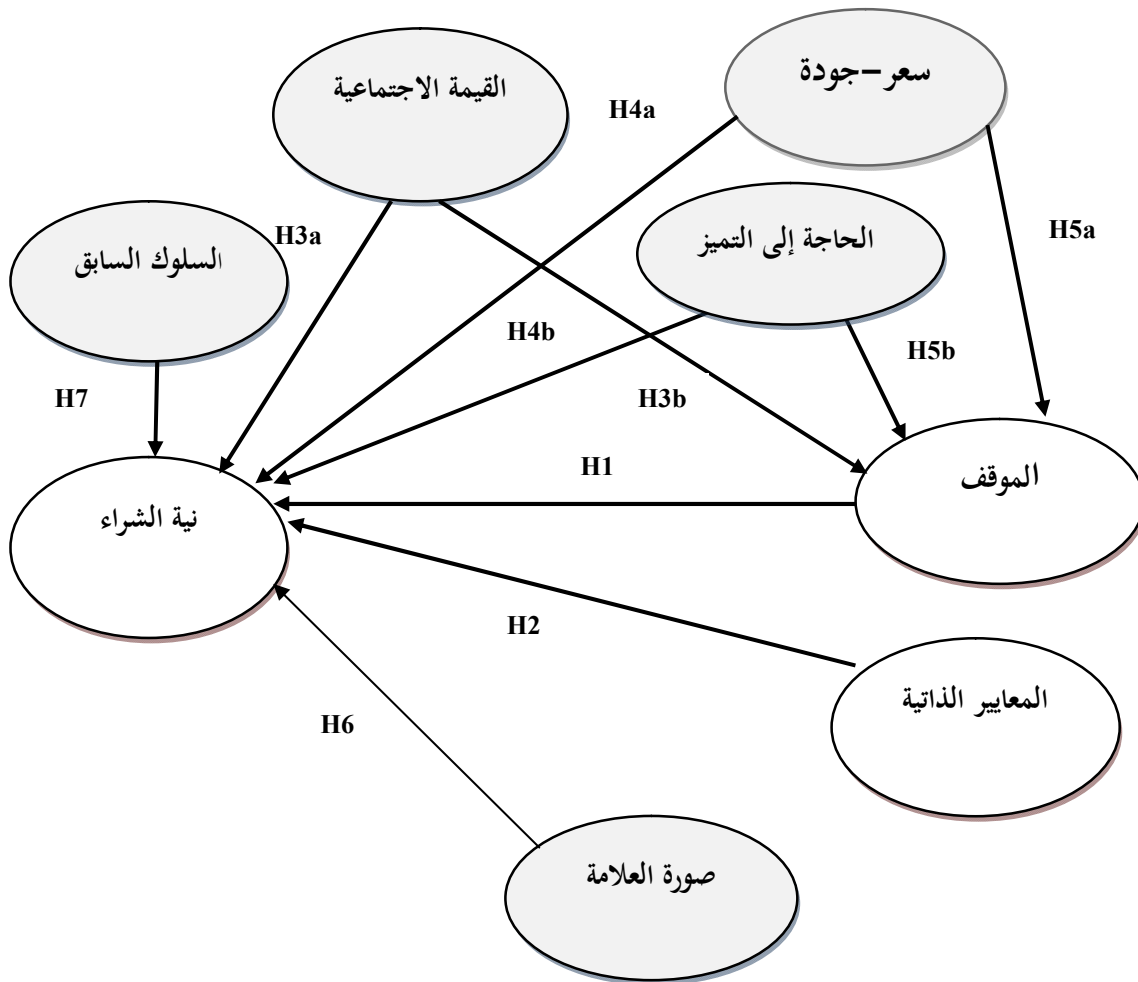 سعر-جودة
القيمة الاجتماعية
H4a
H5a
الحاجة إلى التميز
H3a
السلوك السابق
H4b
H5b
H7
H3b
H1
الموقف
نية الشراء
H2
المعايير الذاتية
H6
صورة العلامة